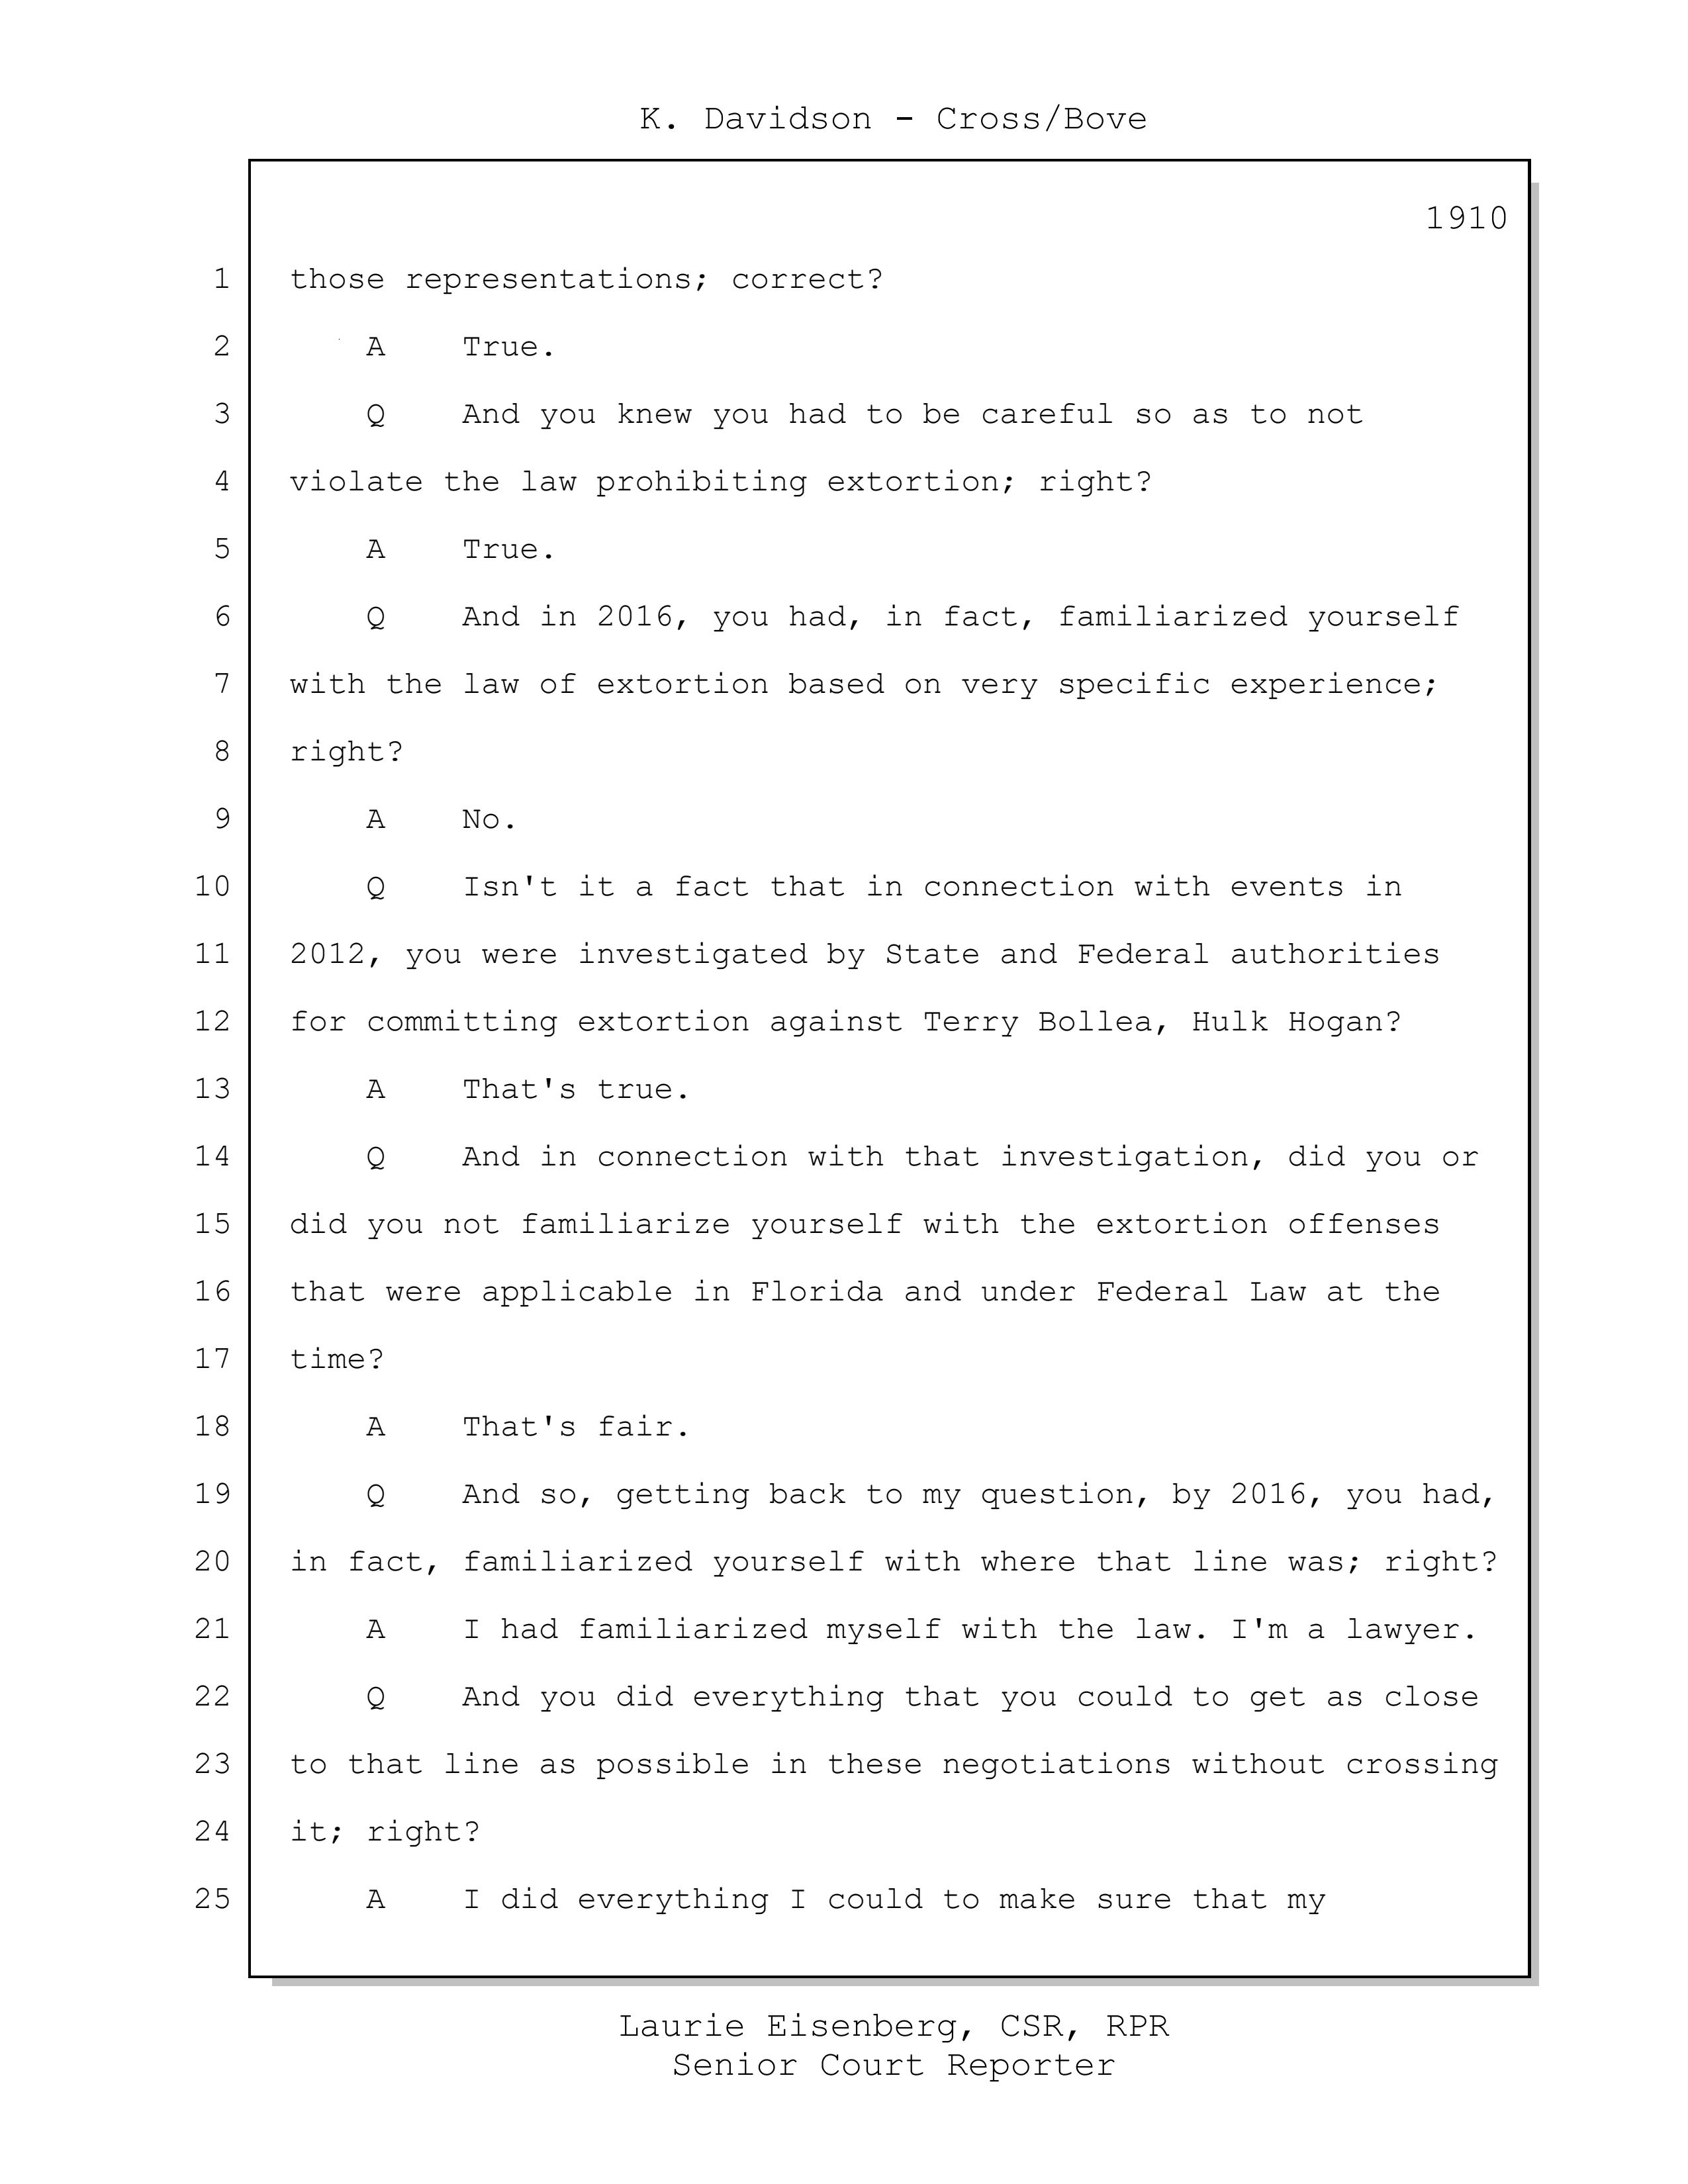 K. Davidson - Cross/Bove
1910
1 those representations; correct?
2 A True.
3 Q And you knew you had to be careful so as to not
4 violate the law prohibiting extortion; right?
5 A True.
6 Q And in 2016, you had, in fact, familiarized yourself
7 with the law of extortion based on very specific experience;
8 right?
9 A No.
10 Q Isn't it a fact that in connection with events in
11 2012, you were investigated by State and Federal authorities
12 for committing extortion against Terry Bollea, Hulk Hogan?
13 A That's true.
14 Q And in connection with that investigation, did you or
15 did you not familiarize yourself with the extortion offenses
16 that were applicable in Florida and under Federal Law at the
17 time?
18 A That's fair.
19 Q And so, getting back to my question, by 2016, you had,
20 in fact, familiarized yourself with where that line was; right?
21 A I had familiarized myself with the law. I'm a lawyer.
22 Q And you did everything that you could to get as close
23 to that line as possible in these negotiations without crossing
24 it; right?
25 A I did everything I could to make sure that my
Laurie Eisenberg, CSR, RPR
Senior Court Reporter